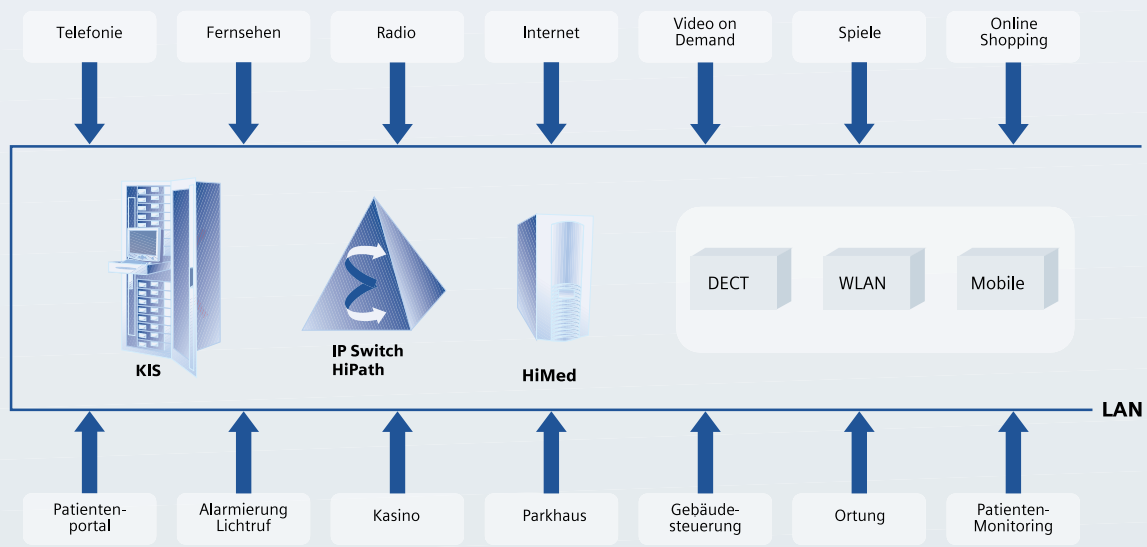 Telefonie
Fernsehen
Radio
Internet
Video on
Demand
Spiele
Online
Shopping
KIS
IP Switch
HiPath
HiMed
DECT
WLAN
Mobile
LAN
Patienten-
portal
Alarmierung
Lichtruf
Kasino
Parkhaus
Gebäude-
steuerung
Ortung
Patienten-
Monitoring